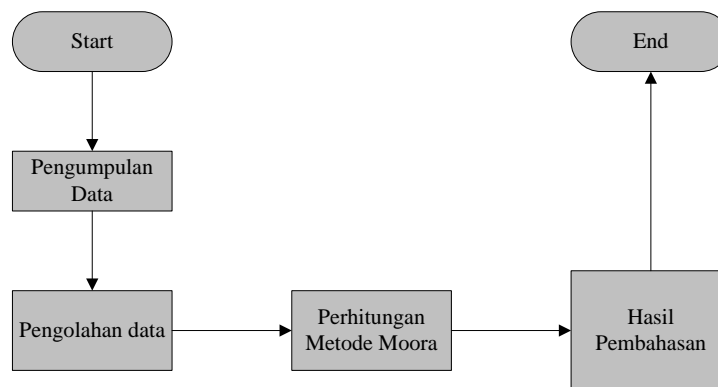 Start
Pengumpulan
Data
Pengolahan data
Perhitungan
Metode Moora
Hasil
Pembahasan
End